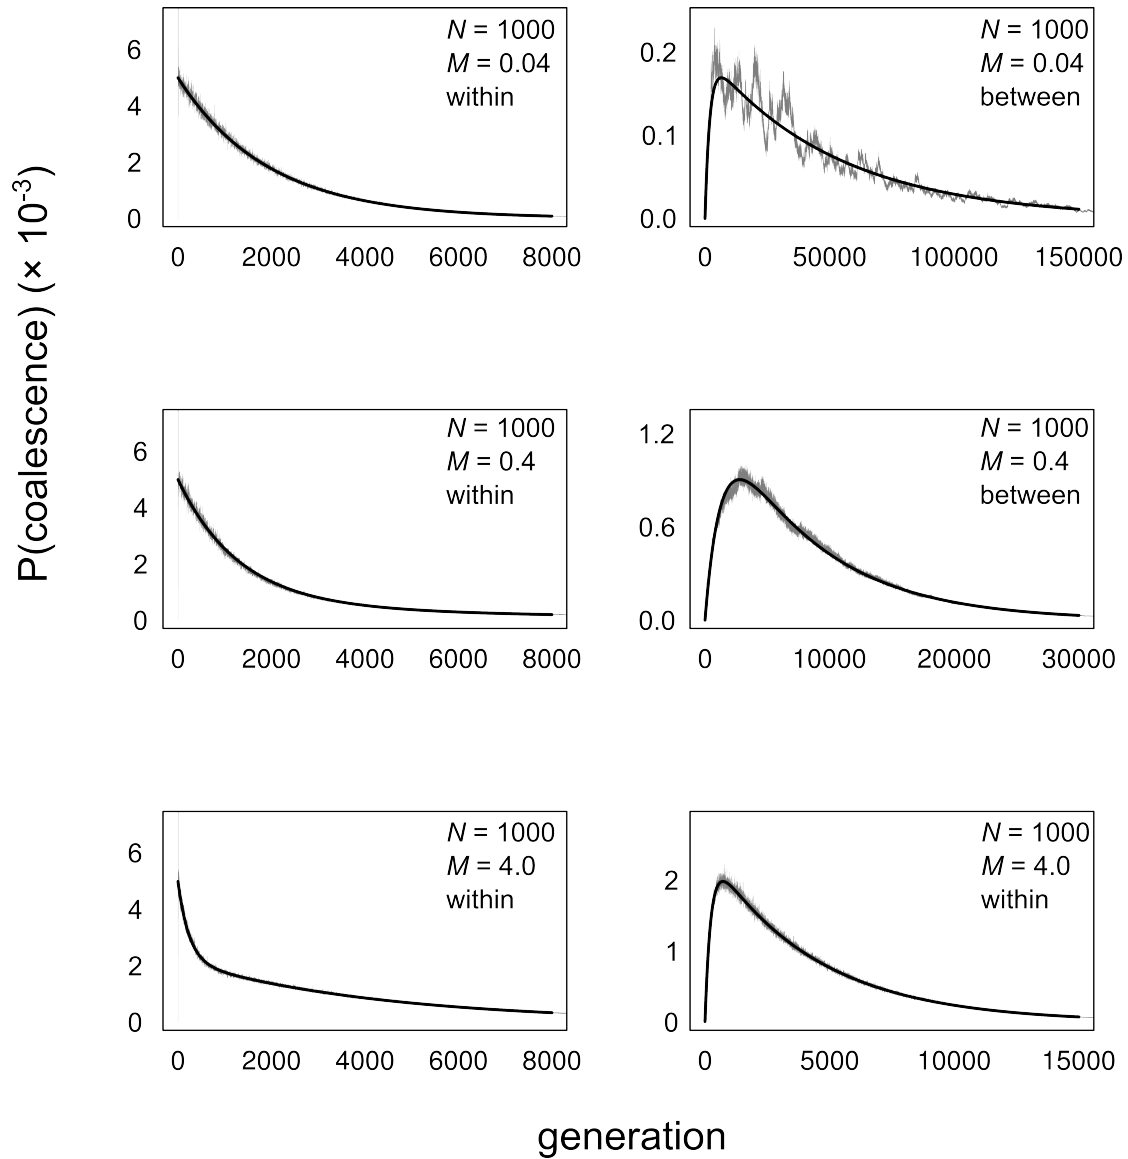 P(coalescence) (× 10-3)
N = 1000
M = 0.04
within
6
4
2
0
0 2000 4000 6000 8000
N = 1000
M = 0.04
between
0.2
0.1
0.0
0 50000 100000 150000
N = 1000
M = 0.4
within
6
4
2
0
0 2000 4000 6000 8000
N = 1000
M = 0.4
between
1.2
0.6
0.0
0 10000 20000 30000
N = 1000
M = 4.0
within
6
4
2
0
0 2000 4000 6000 8000
N = 1000
M = 4.0
within
2
1
0
0 5000 10000 15000
generation